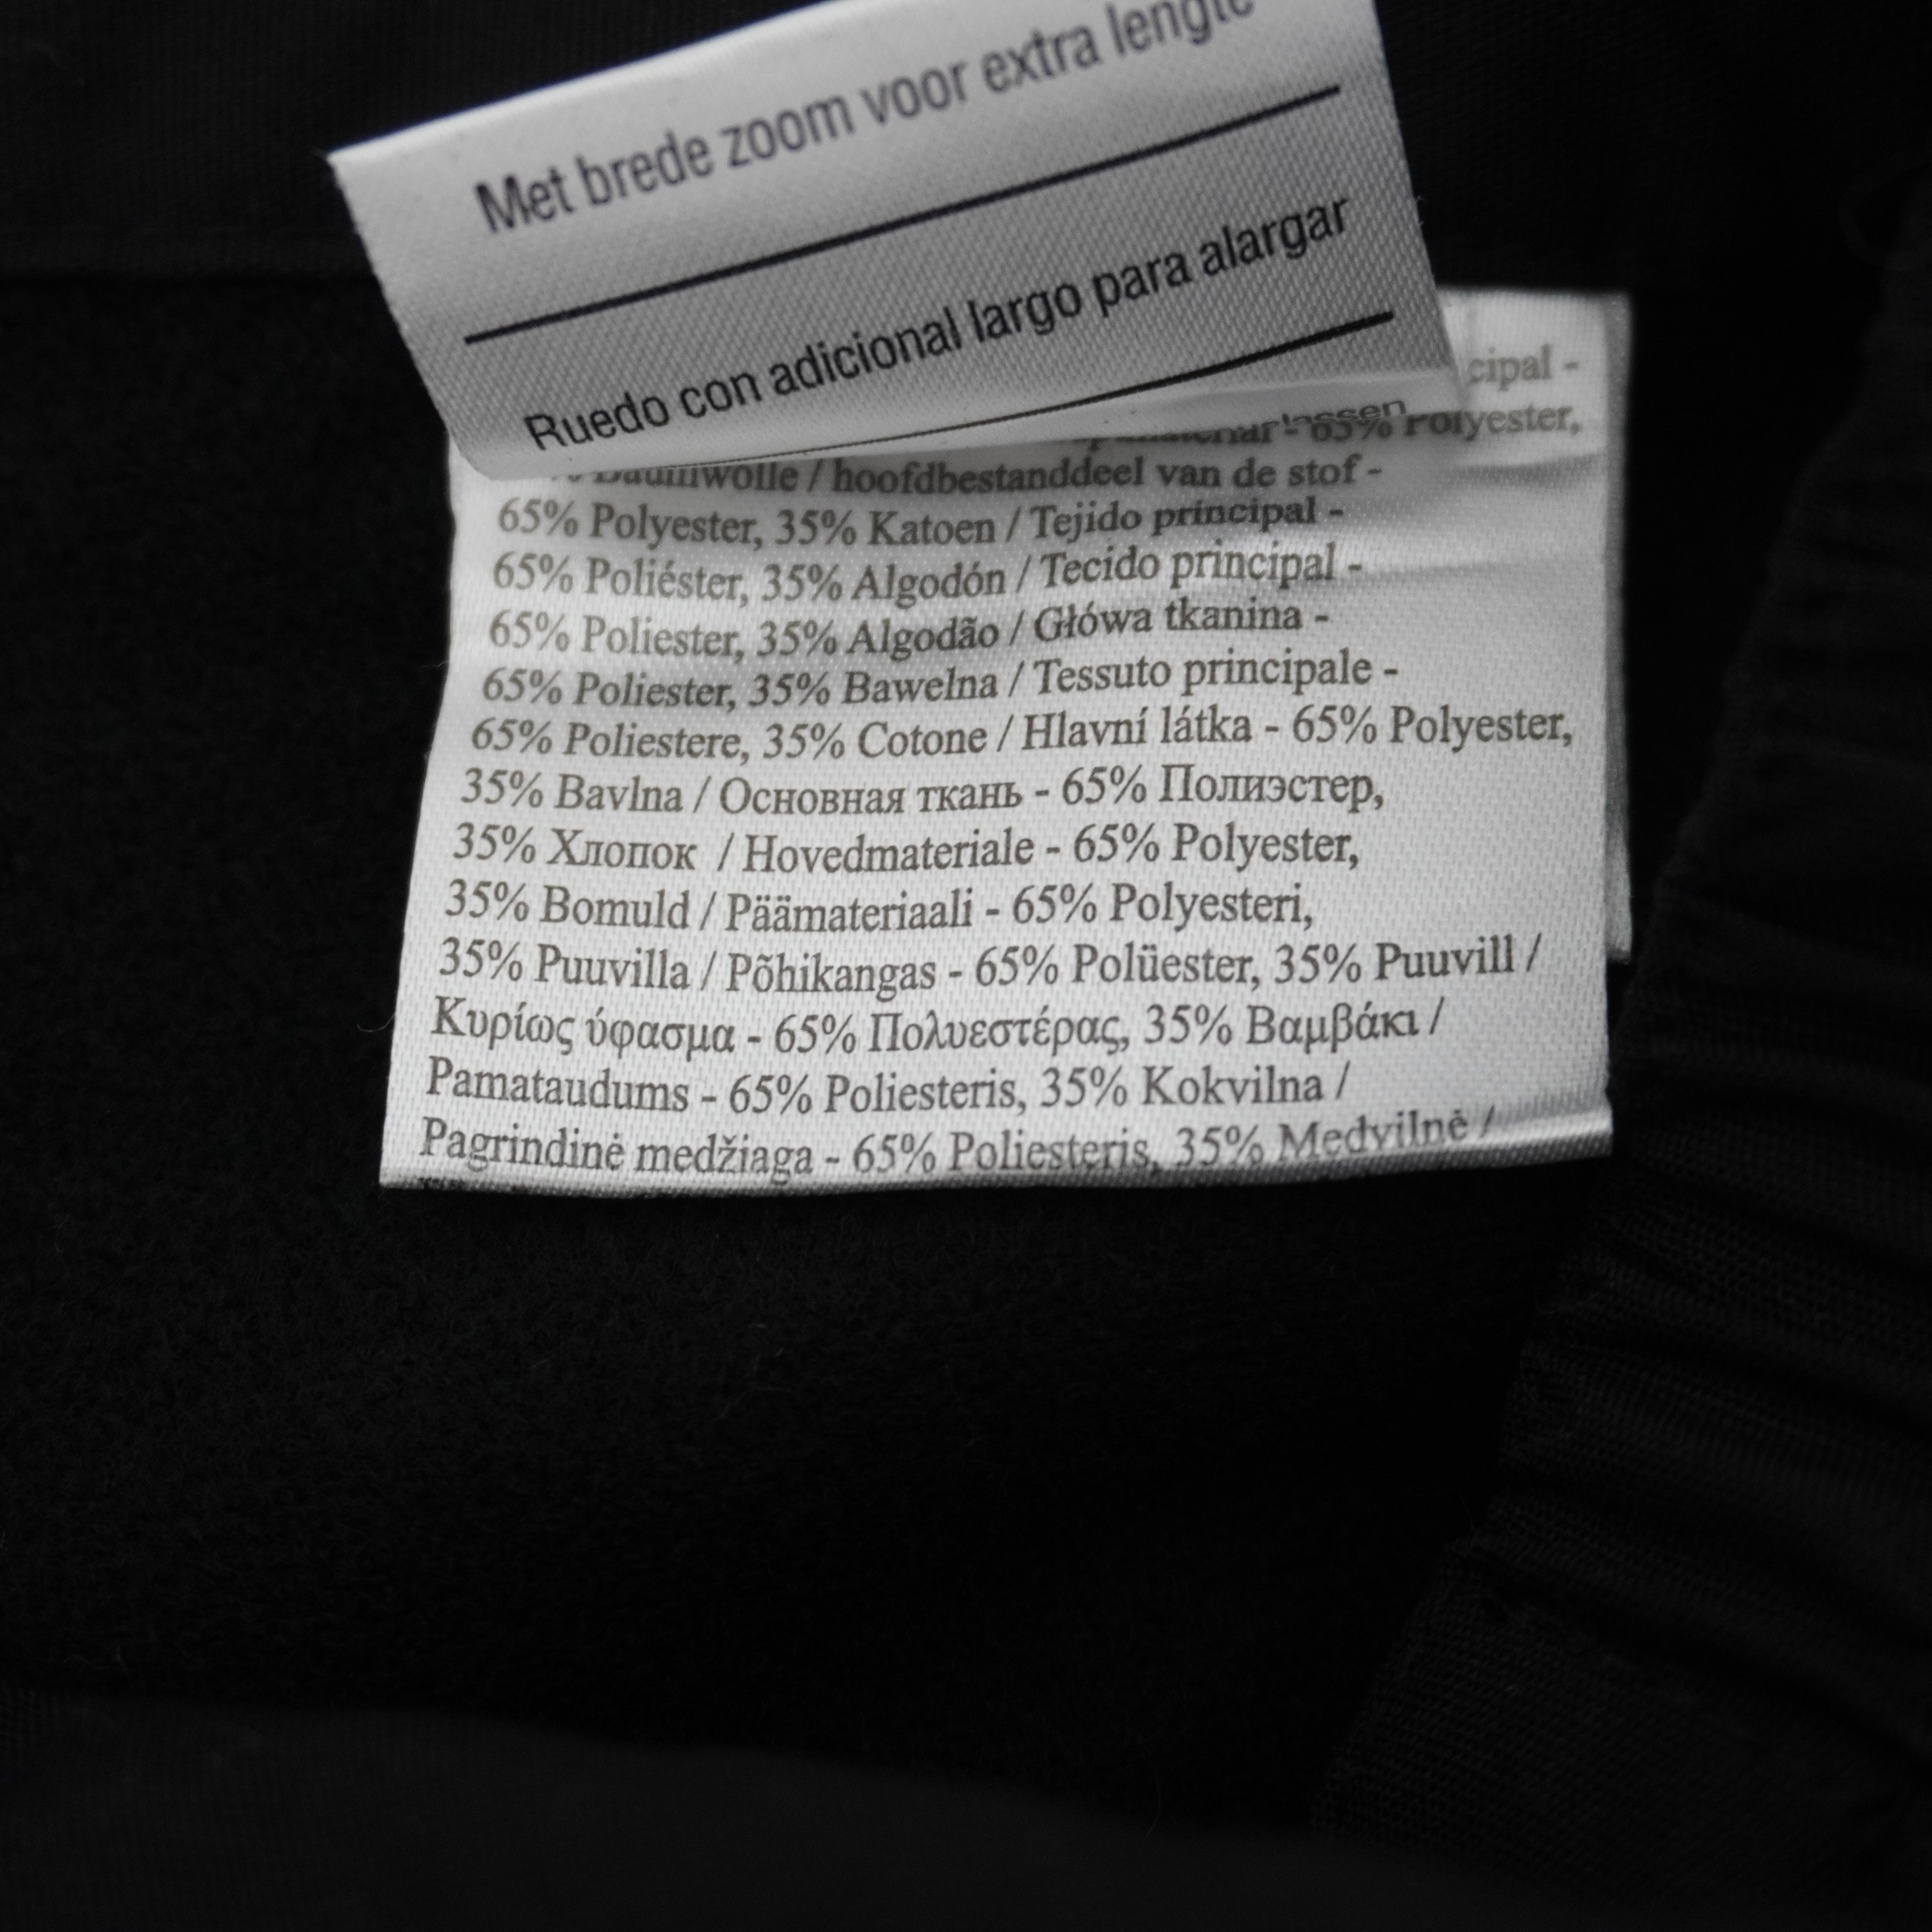 Met brede zoom voor extra lengte
Ruedo con adicional largo para alargar
cipal -
65% Polyester,
hoofdbestanddeel van de stof -
65% Polyester, 35% Katoen / Tejido principal -
65% Poliéster, 35% Algodón / Tecido principal -
65% Poliester, 35% Algodão / Główa tkanina -
65% Poliester, 35% Bawełna / Tessuto principale -
65% Poliestere, 35% Cotone / Hlavní látka - 65% Polyester,
35% Bavlna / Основная ткань - 65% Полиэстер,
35% Хлопок / Hovedmateriale - 65% Polyester,
35% Bomuld / Päämateriaali - 65% Polyesteri,
35% Puuvilla / Põhikangas - 65% Polüester, 35% Puuvill /
Κυρίως ύφασμα - 65% Πολυεστέρας, 35% Βαμβάκι /
Pamataudums - 65% Poliesteris, 35% Kokvilna /
Pagrindinė medžiaga - 65% Poliesteris, 35% Medvilnė /